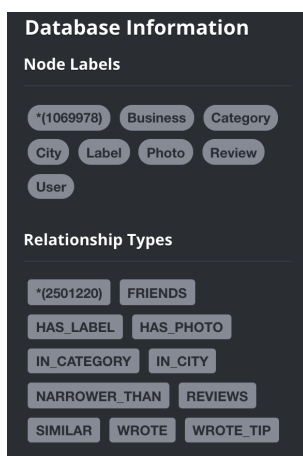 Database Information
Node Labels
*(1069978) Business Category
City Label Photo Review
User
Relationship Types
*(2501220) FRIENDS
HAS_LABEL HAS_PHOTO
IN_CATEGORY IN_CITY
NARROWER_THAN REVIEWS
SIMILAR WROTE WROTE_TIP